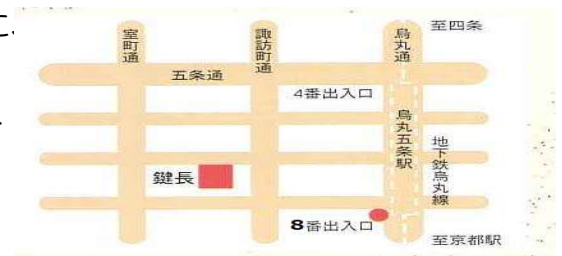 に、
室町通
諏訪町通
烏丸通
至四条
五条通
4番出入口
烏丸五条駅
地下鉄烏丸線
鍵長
8番出入口
至京都駅